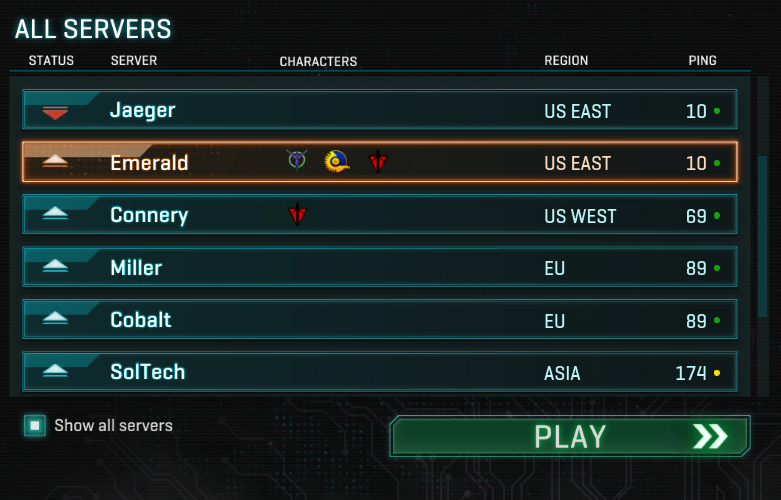 ALL SERVERS
STATUS SERVER CHARACTERS REGION PING
Jaeger US EAST 10
Emerald US EAST 10
Connery US WEST 69
Miller EU 89
Cobalt EU 89
SolTech ASIA 174
Show all servers
PLAY